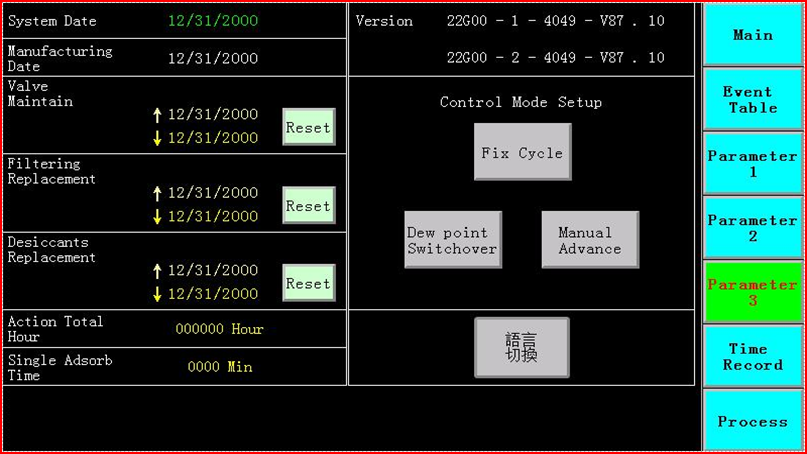 System Date 12/31/2000
Manufacturing
Date 12/31/2000
Valve
Maintain
↑ 12/31/2000
↓ 12/31/2000
Reset
Filtering
Replacement
↑ 12/31/2000
↓ 12/31/2000
Reset
Desiccants
Replacement
↑ 12/31/2000
↓ 12/31/2000
Reset
Action Total
Hour 000000 Hour
Single Adsorb
Time 0000 Min
Version 22G00 - 1 - 4049 - V87 . 10
22G00 - 2 - 4049 - V87 . 10
Control Mode Setup
Fix Cycle
Dew point
Switchover
Manual
Advance
語言
切換
Main
Event
Table
Parameter
1
Parameter
2
Parameter
3
Time
Record
Process